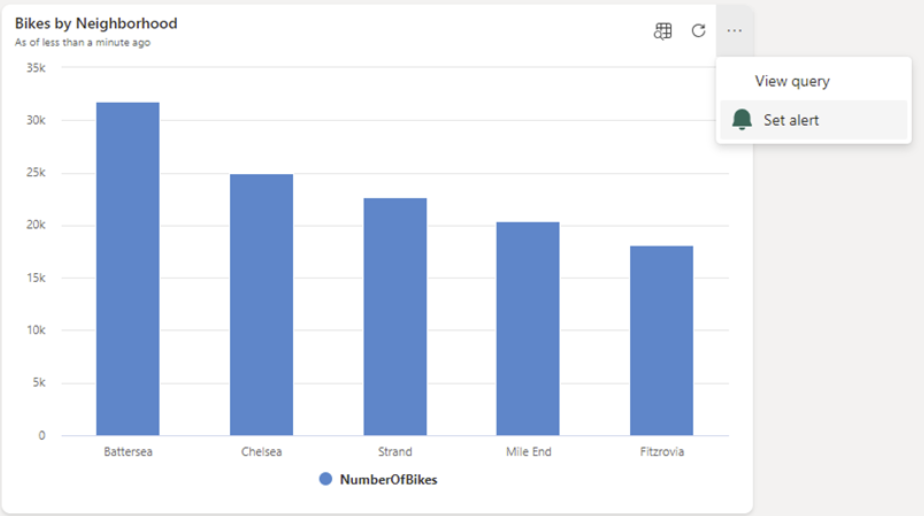 Bikes by Neighborhood
As of less than a minute ago
...
View query
Set alert
35k
30k
25k
20k
15k
10k
5k
0
Battersea Chelsea Strand Mile End Fitzrovia
NumberOfBikes